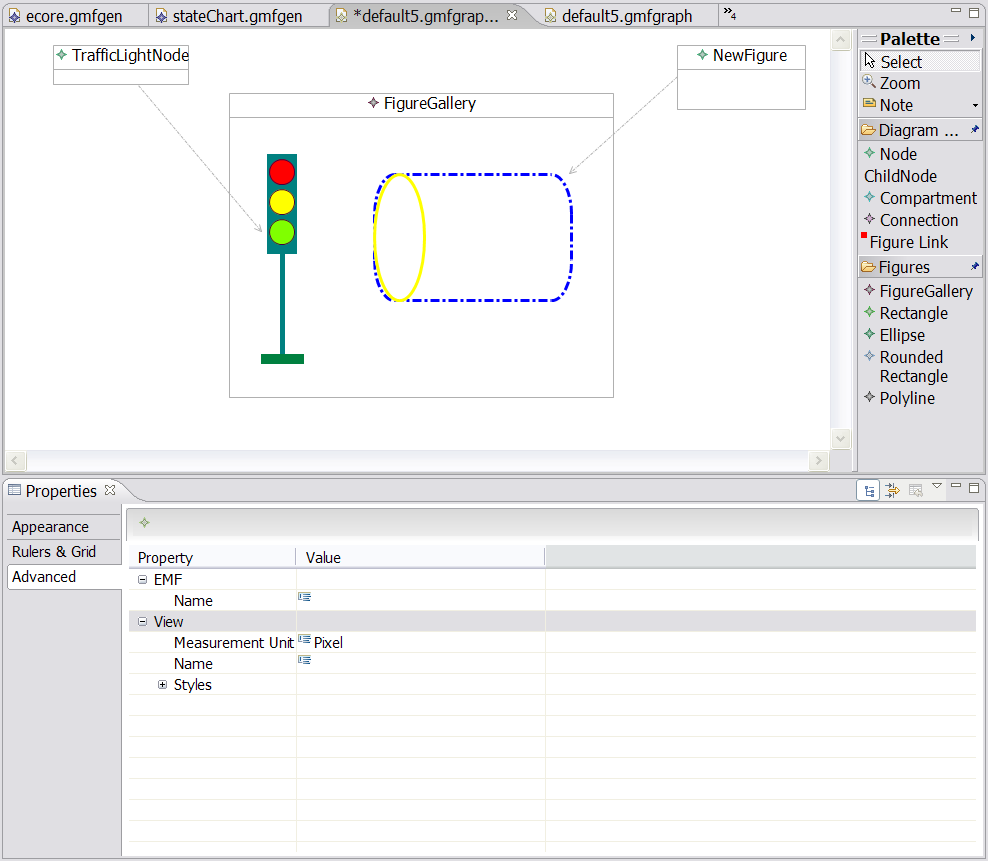 ecore.gmfgen
stateChart.gmfgen
*default5.gmfgrap...
default5.gmfgraph
»4
TrafficLightNode
NewFigure
FigureGallery
Palette
Select
Zoom
Note
Diagram ...
Node
ChildNode
Compartment
Connection
Figure Link
Figures
FigureGallery
Rectangle
Ellipse
Rounded
Rectangle
Polyline
Properties
Appearance
Rulers & Grid
Advanced
Property Value
EMF
Name
View
Measurement Unit Pixel
Name
Styles